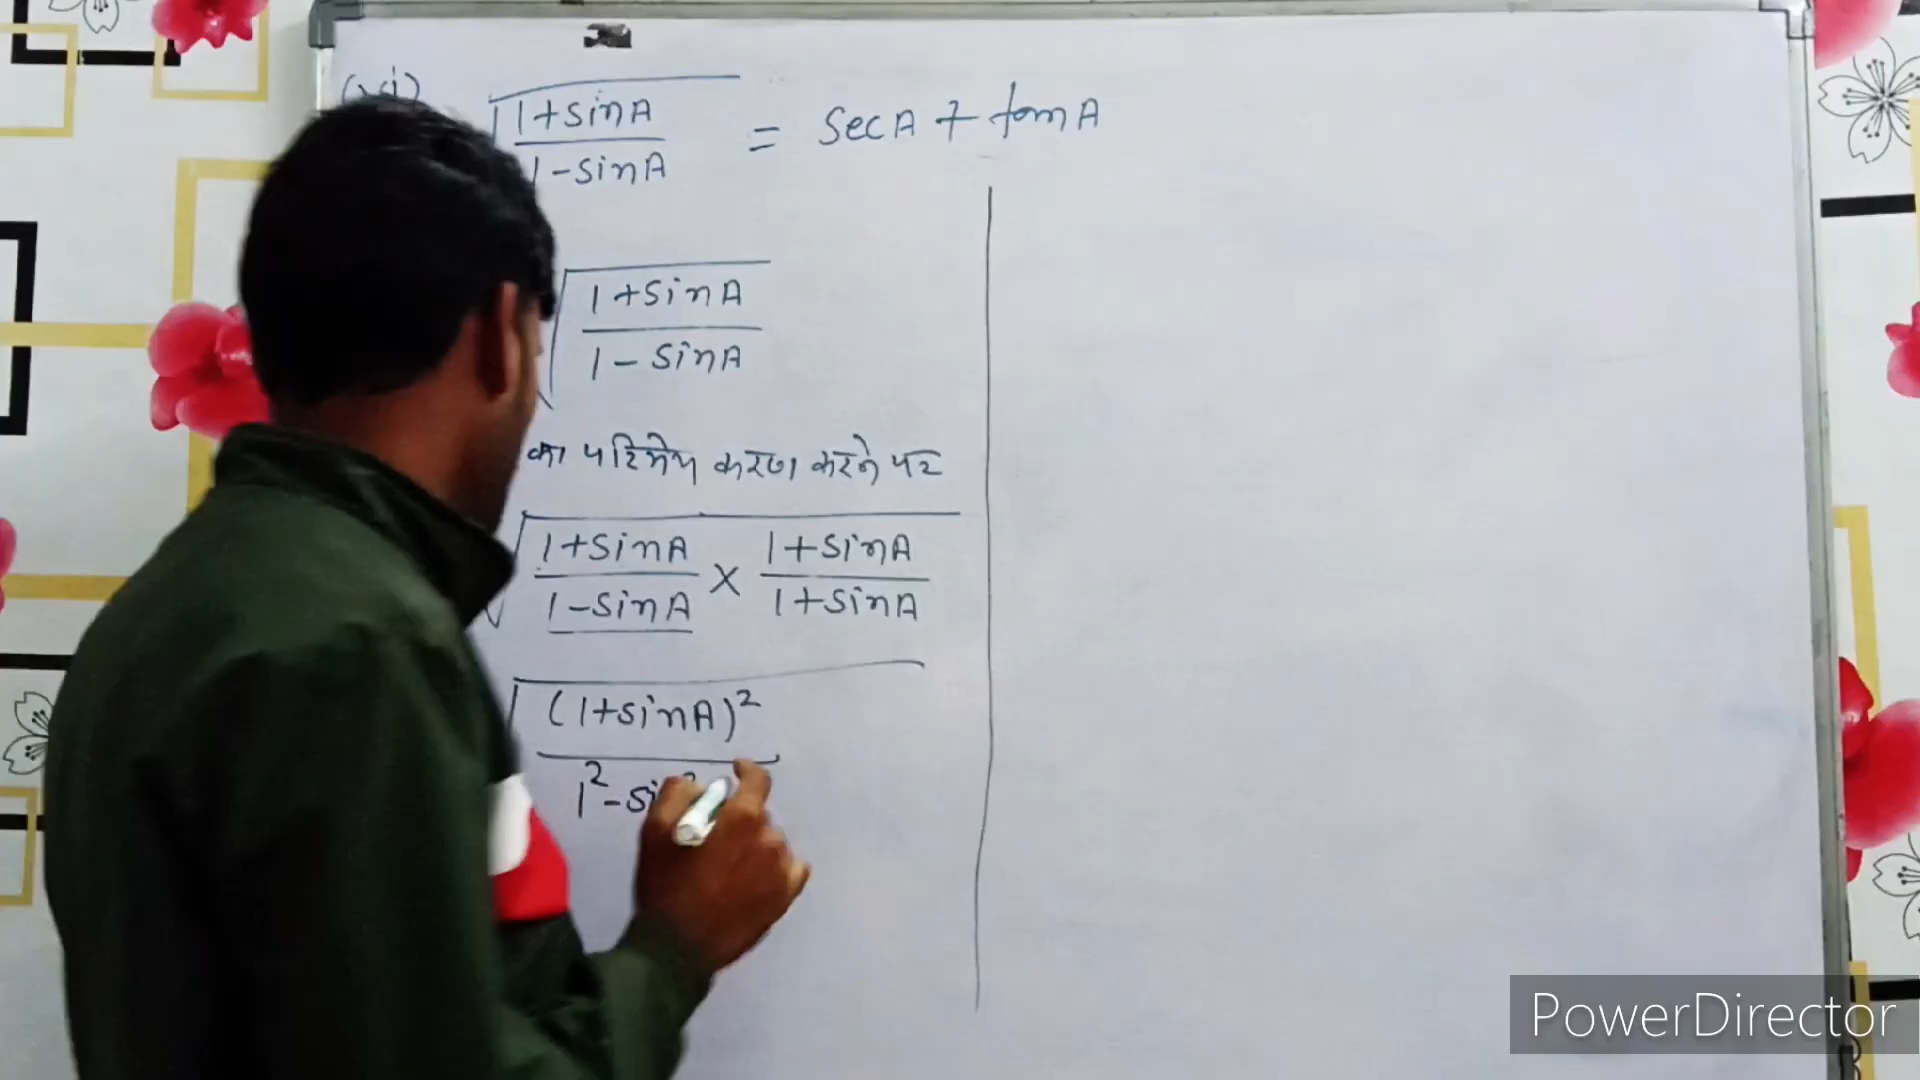 (vi) √(1+sinA / 1-sinA) = secA + tanA
√(1+sinA / 1-sinA)
का परिमेय करण करने पर
√(1+sinA / 1-sinA × 1+sinA / 1+sinA)
√((1+sinA)² / 1²-si
PowerDirector